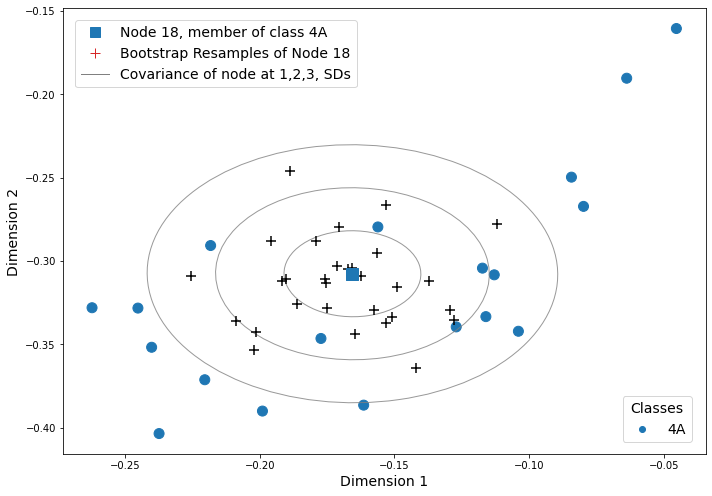 Node 18, member of class 4A
Bootstrap Resamples of Node 18
Covariance of node at 1,2,3, SDs
−0.15
−0.20
−0.25
−0.30
−0.35
−0.40
Dimension 2
Classes
4A
−0.25
−0.20
−0.15
−0.10
−0.05
Dimension 1